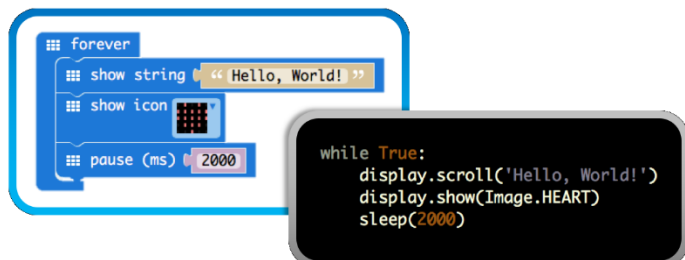 forever
show string “ Hello, World! ”
show icon
pause (ms) 2000
while True:
    display.scroll('Hello, World!')
    display.show(Image.HEART)
    sleep(2000)